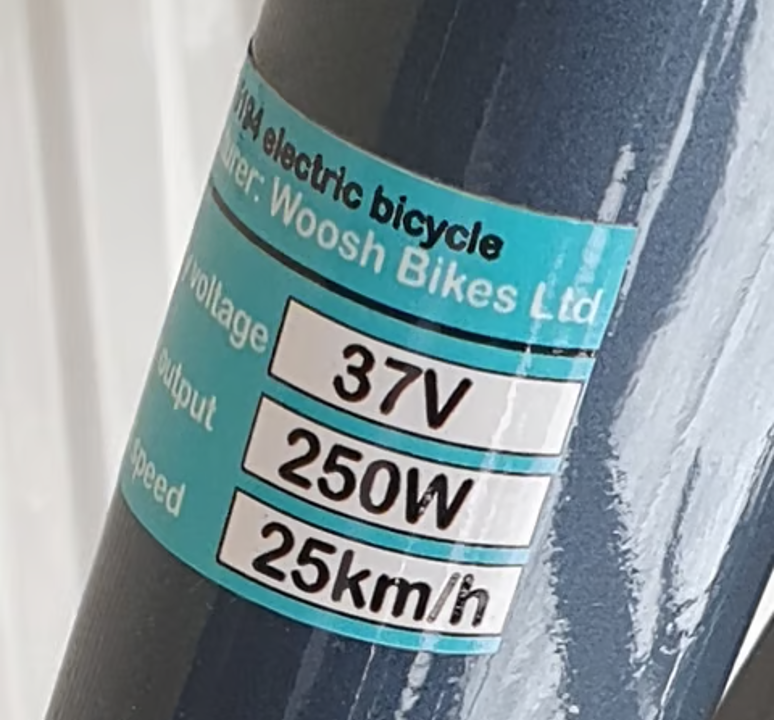 electric bicycle
Woosh Bikes Ltd
voltage 37V
output 250W
speed 25km/h